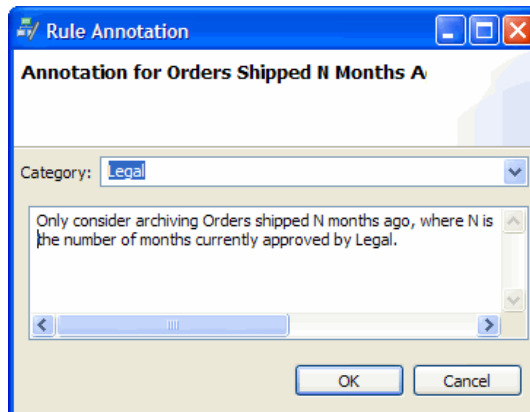 Rule Annotation
Annotation for Orders Shipped N Months A
Category: Legal
Only consider archiving Orders shipped N months ago, where N is
the number of months currently approved by Legal.
OK Cancel